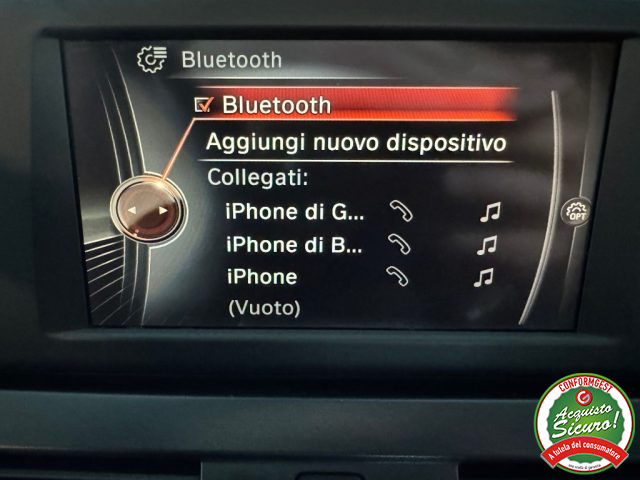 Bluetooth
Bluetooth
Aggiungi nuovo dispositivo
Collegati:
iPhone di G...
iPhone di B...
iPhone
(Vuoto)
OPT
CONFORMGEST
Acquisto
Sicuro!
A tutela del consumatore